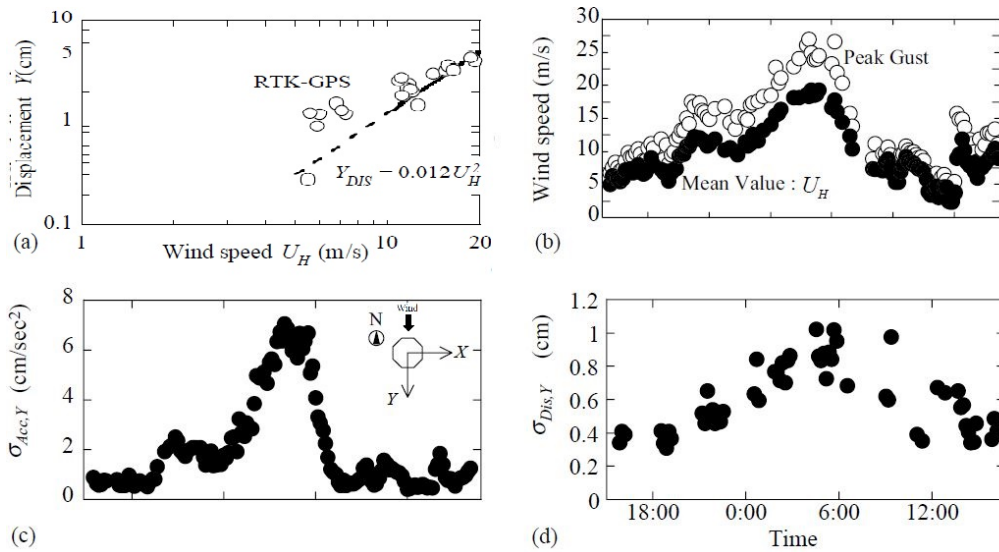 (a)
10
5
1
0.1
Displacement Y(cm)
RTK-GPS
Y_DIS − 0.012 U_H^2
1
10
20
Wind speed U_H (m/s)
(b)
30
25
20
15
10
5
0
Wind speed (m/s)
Peak Gust
Mean Value : U_H
(c)
8
6
4
2
0
σ_Acc,Y (cm/sec²)
N
Wind
X
Y
(d)
1.2
1
0.8
0.6
0.4
0.2
0
σ_Dis,Y (cm)
18:00
0:00
6:00
12:00
Time